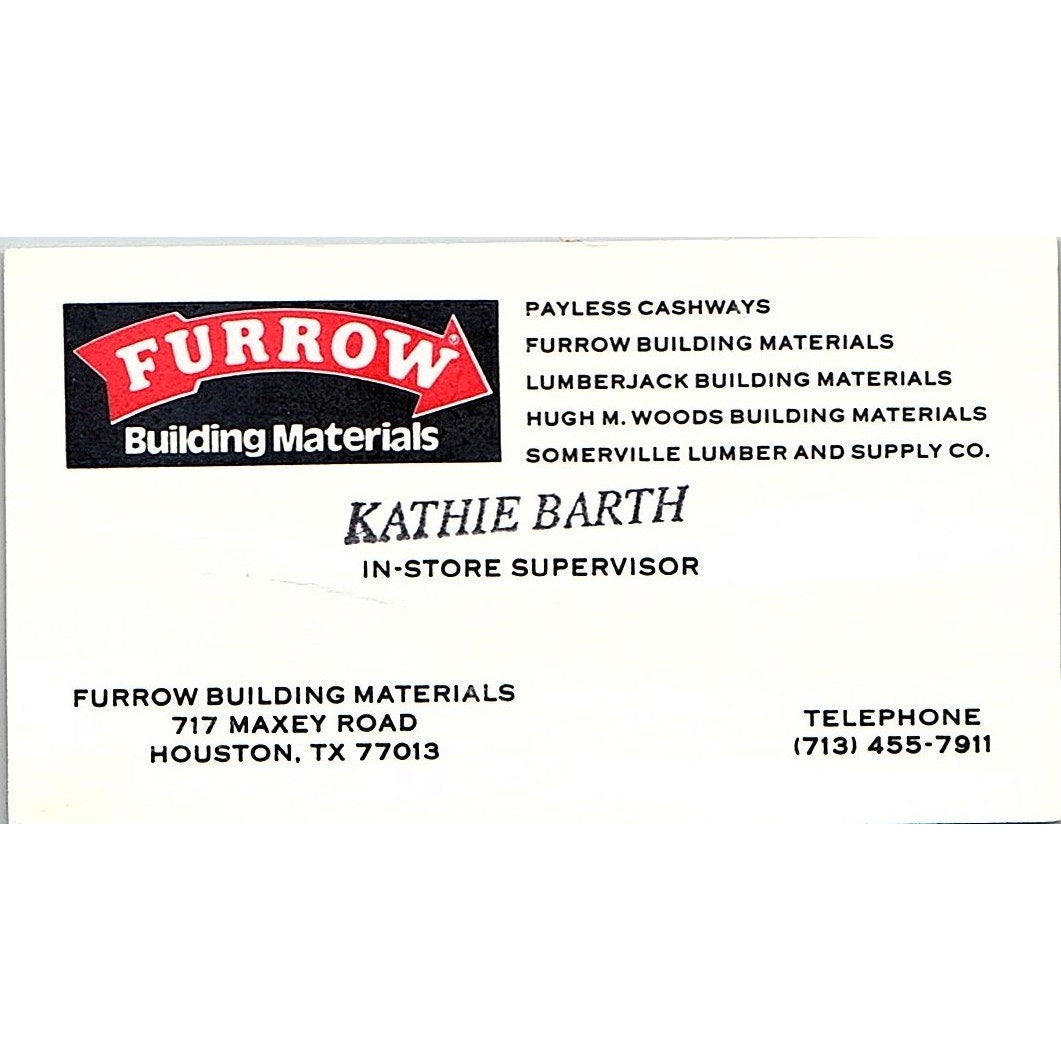 FURROW®
Building Materials
PAYLESS CASHWAYS
FURROW BUILDING MATERIALS
LUMBERJACK BUILDING MATERIALS
HUGH M. WOODS BUILDING MATERIALS
SOMERVILLE LUMBER AND SUPPLY CO.
KATHIE BARTH
IN-STORE SUPERVISOR
FURROW BUILDING MATERIALS
717 MAXEY ROAD
HOUSTON, TX 77013
TELEPHONE
(713) 455-7911